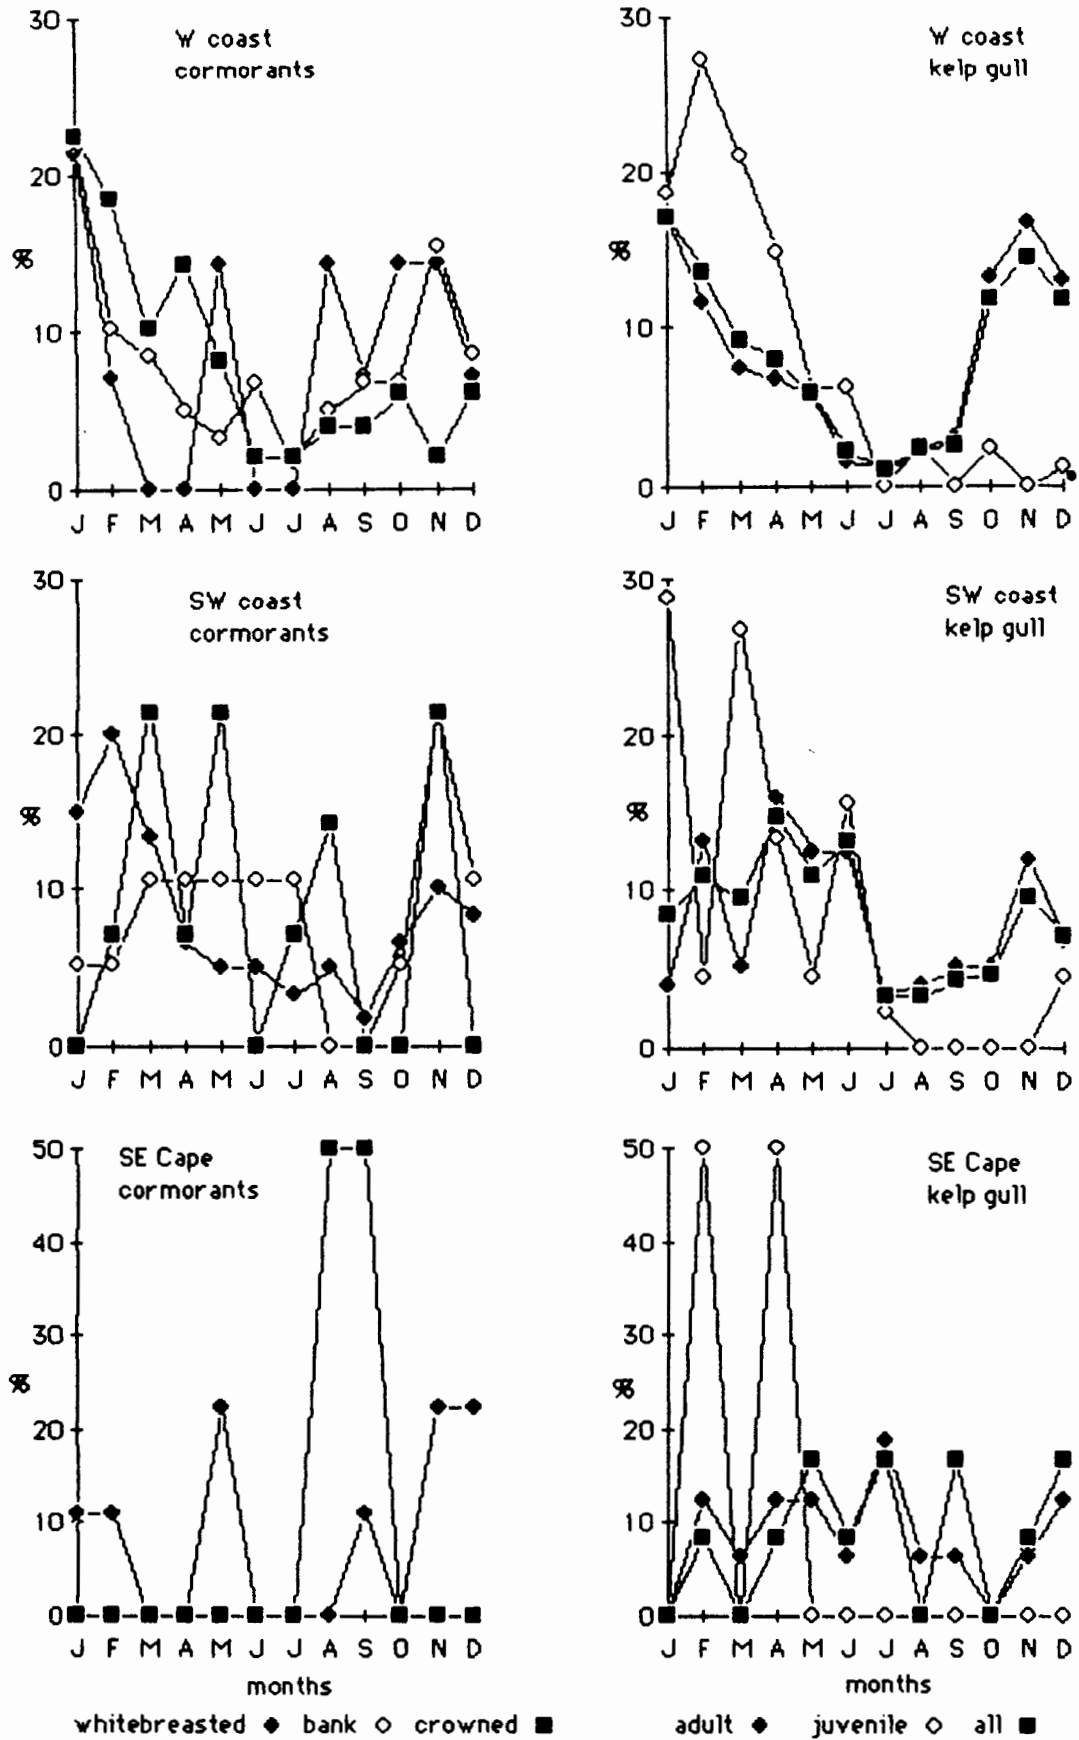 30
W coast
cormorants
20
%
10
0
J F M A M J J A S O N D
30
W coast
kelp gull
20
%
10
0
J F M A M J J A S O N D
30
SW coast
cormorants
20
%
10
0
J F M A M J J A S O N D
30
SW coast
kelp gull
20
%
10
0
J F M A M J J A S O N D
50
SE Cape
cormorants
40
30
%
20
10
0
J F M A M J J A S O N D
months
whitebreasted bank crowned
50
SE Cape
kelp gull
40
30
%
20
10
0
J F M A M J J A S O N D
months
adult juvenile all